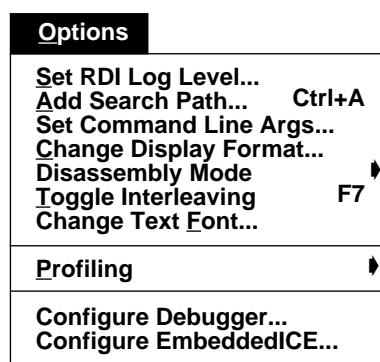 Options
Set RDI Log Level...
Add Search Path... Ctrl+A
Set Command Line Args...
Change Display Format...
Disassembly Mode
Toggle Interleaving F7
Change Text Font...
Profiling
Configure Debugger...
Configure EmbeddedICE...